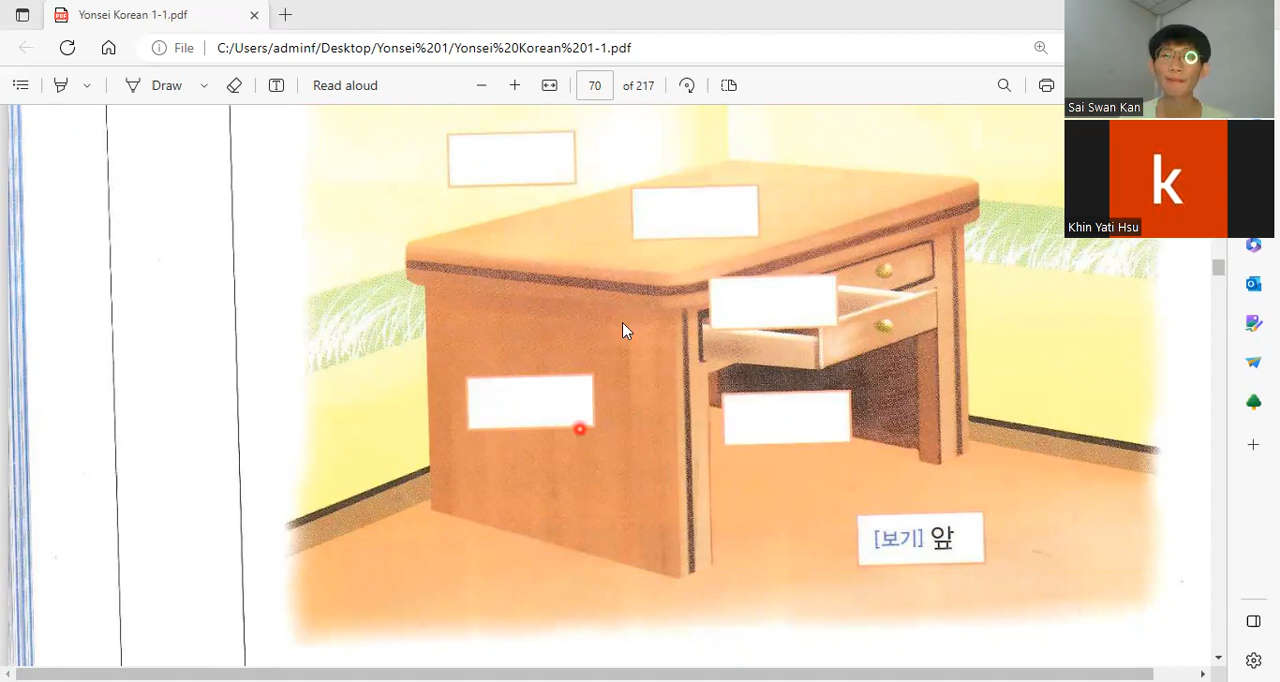 Yonsei Korean 1-1.pdf
File
C:/Users/adminf/Desktop/Yonsei%201/Yonsei%20Korean%201-1.pdf
Draw
Read aloud
70 of 217
Sai Swan Kan
k
Khin Yati Hsu
[보기] 앞